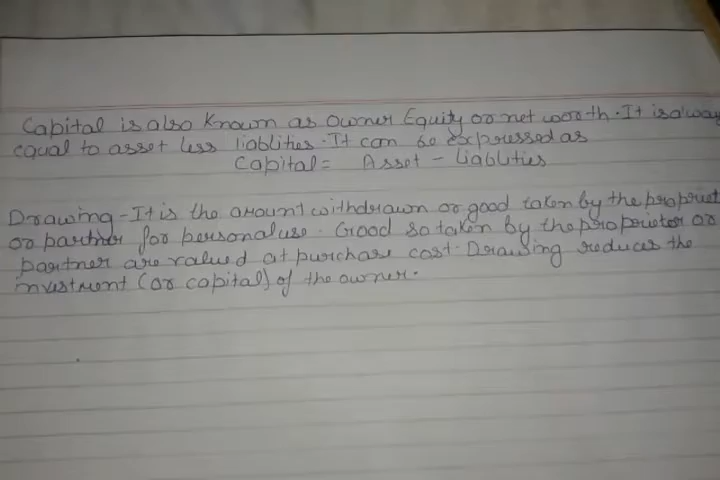 Capital is also known as Owner Equity or net worth. It is alway
equal to asset less liablities. It can be expressed as
Capital = Asset - Liablities
Drawing - It is the amount withdrawn or good taken by the propriet
or partner for personal use. Good so taken by the proprietor or
partner are valued at purchase cost. Drawing reduces the
investment (or capital) of the owner.